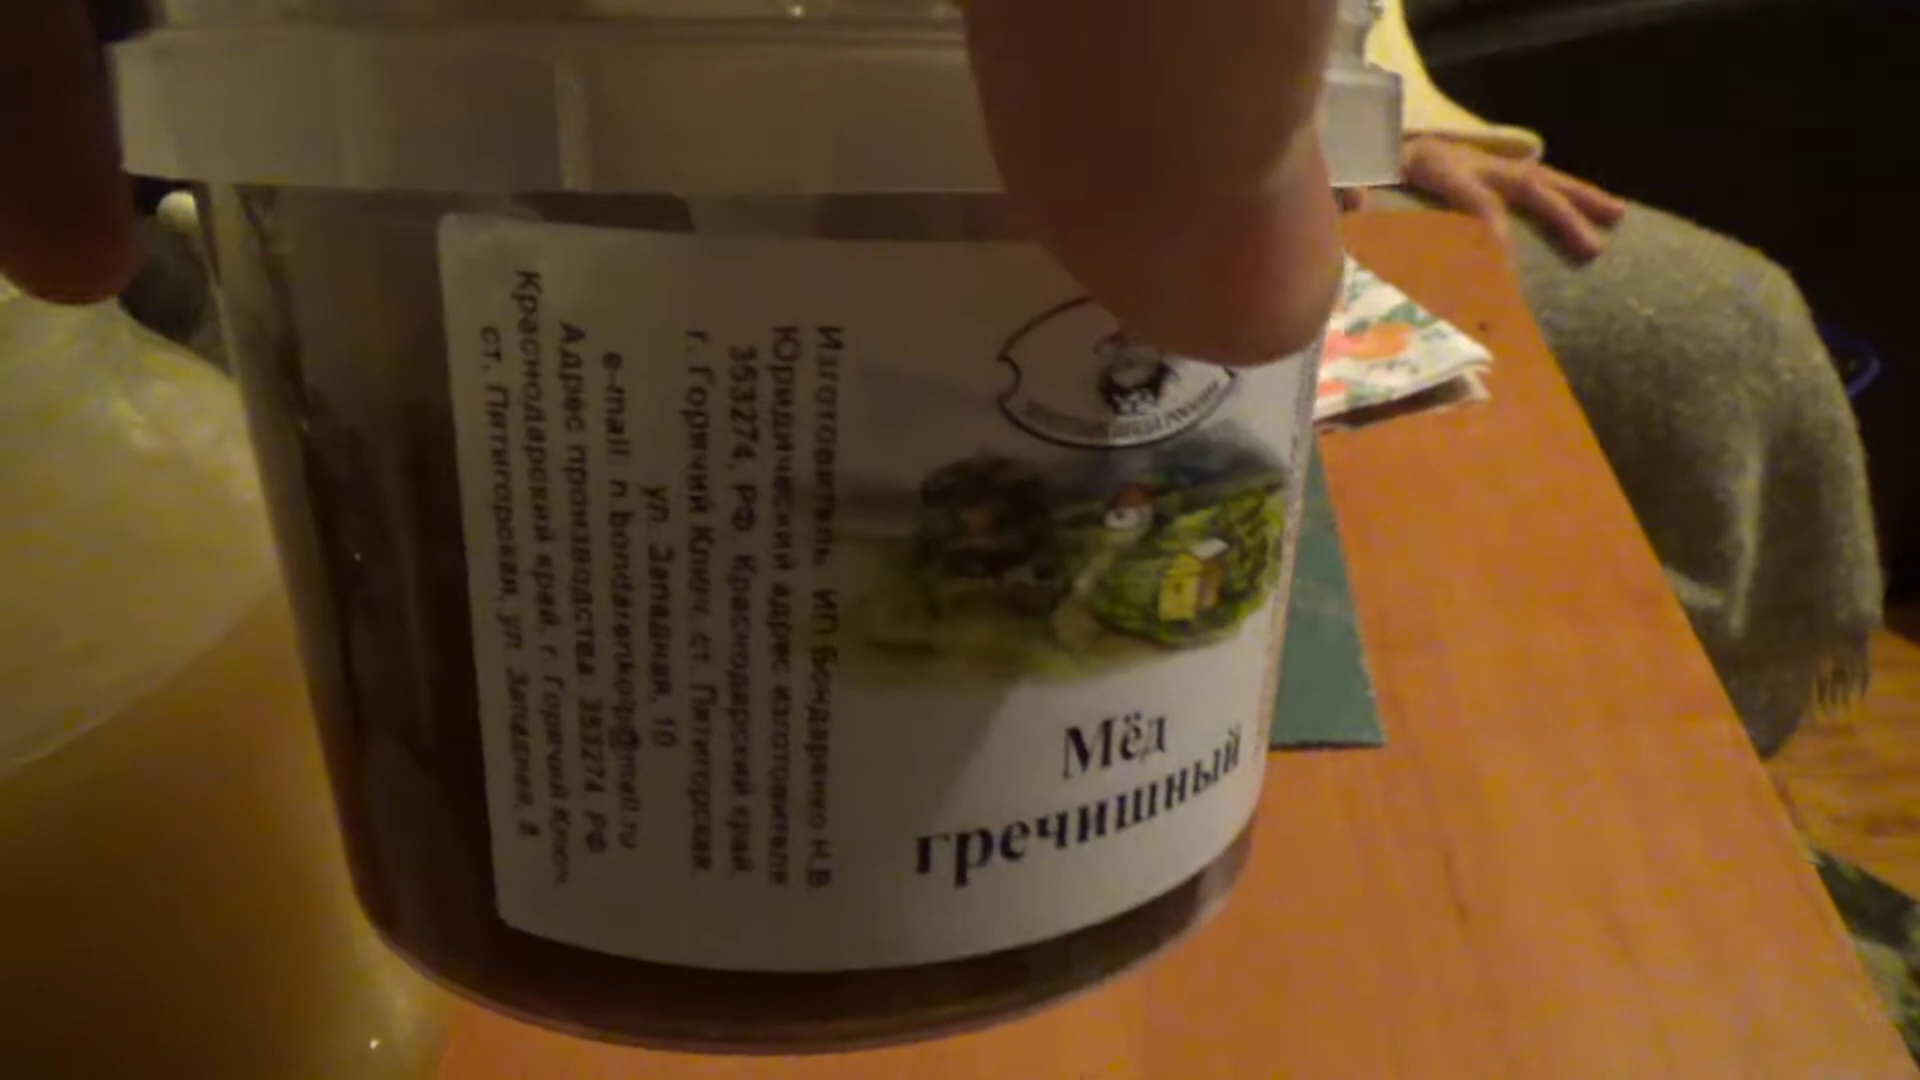 Мёд
гречишный
Изготовитель ИП Бондаренко Н.В.
Юридический адрес изготовителя
353274, РФ Краснодарский край
г. Горячий Ключ, ст. Пятигорская,
ул. Западная, 10
e-mail: n.bondarenkorp@mail.ru
Адрес производства 353274 РФ
Краснодарский край, г. Горячий Ключ,
ст. Пятигорская, ул. Западная, 8